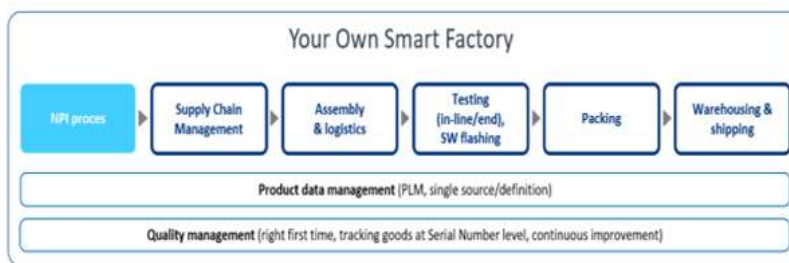 Your Own Smart Factory
NPI proces
Supply Chain
Management
Assembly
& logistics
Testing
(in-line/end),
SW flashing
Packing
Warehousing &
shipping
Product data management (PLM, single source/definition)
Quality management (right first time, tracking goods at Serial Number level, continuous improvement)